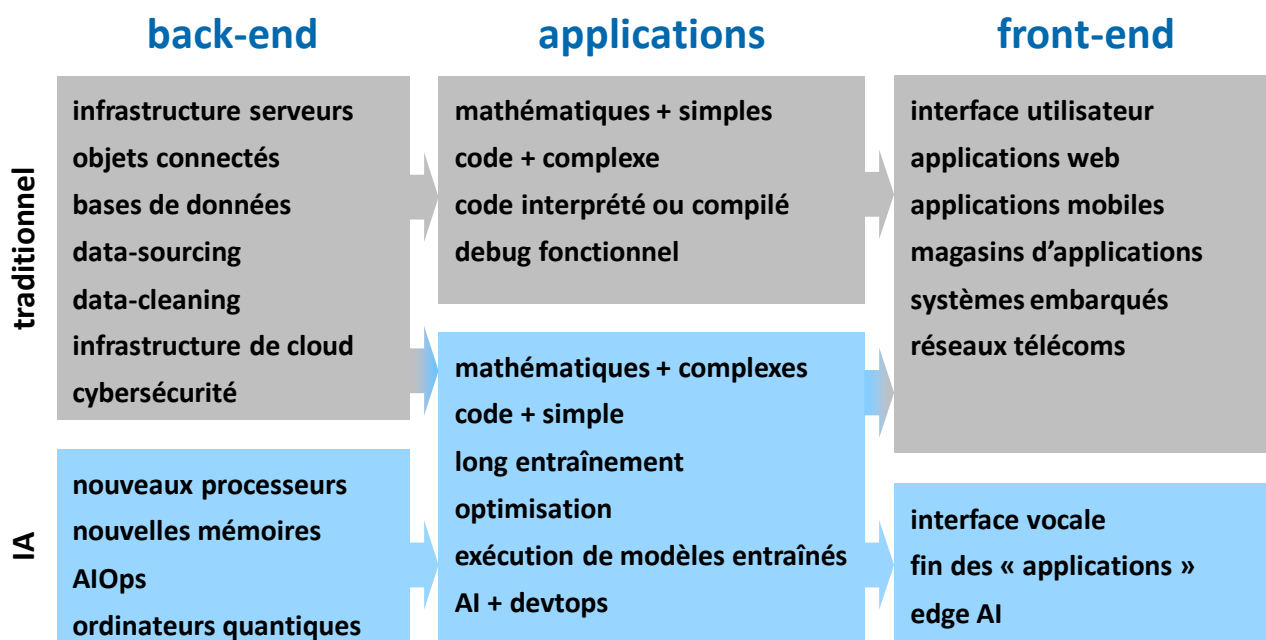 back-end
applications
front-end
traditionnel
infrastructure serveurs
objets connectés
bases de données
data-sourcing
data-cleaning
infrastructure de cloud
cybersécurité
mathématiques + simples
code + complexe
code interprété ou compilé
debug fonctionnel
interface utilisateur
applications web
applications mobiles
magasins d’applications
systèmes embarqués
réseaux télécoms
IA
nouveaux processeurs
nouvelles mémoires
AIOps
ordinateurs quantiques
mathématiques + complexes
code + simple
long entraînement
optimisation
exécution de modèles entraînés
AI + devtops
interface vocale
fin des « applications »
edge AI